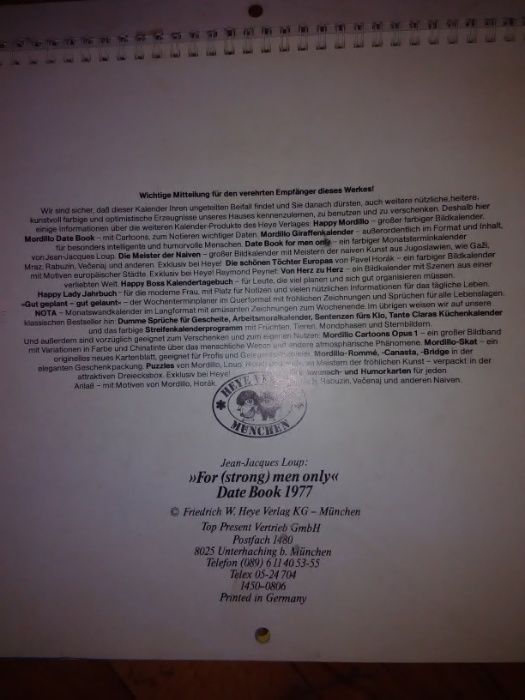 Wichtige Mitteilung für den verehrten Empfänger dieses Werkes!
Wir sind sicher, daß dieser Kalender Ihren ungeteilten Beifall findet und Sie danach dürsten, auch weitere nützliche, heitere,
kunstvoll farbige und optimistische Erzeugnisse unseres Hauses kennenzulernen, zu benutzen und zu verschenken. Deshalb hier
einige Informationen über die weiteren Kalender-Produkte des Heye Verlages: Happy Mordillo – großer farbiger Bildkalender.
Mordillo Date Book – mit Cartoons, zum Notieren wichtiger Daten. Mordillo Giraffenkalender – außerordentlich im Format und Inhalt,
für besonders intelligente und humorvolle Menschen. Date Book for men only – ein farbiger Monatsterminkalender
von Jean-Jacques Loup. Die Meister der Naiven – großer Bildkalender mit Meistern der naiven Kunst aus Jugoslawien, wie Gaži,
Mraz, Rabuzin, Večenaj und anderen. Exklusiv bei Heye! Die schönen Töchter Europas von Pavel Horák – ein farbiger Bildkalender
mit Motiven europäischer Städte. Exklusiv bei Heye! Raymond Peynet: Von Herz zu Herz – ein Bildkalender mit Szenen aus einer
verliebten Welt. Happy Boss Kalendertagebuch – für Leute, die viel planen und sich gut organisieren müssen.
Happy Lady Jahrbuch – für die moderne Frau, mit Platz für Notizen und vielen nützlichen Informationen für das tägliche Leben.
»Gut geplant – gut gelaunt« – der Wochenterminplaner im Querformat mit fröhlichen Zeichnungen und Sprüchen für alle Lebenslagen.
NOTA – Monatswandkalender im Langformat mit amüsanten Zeichnungen zum Wochenende. Im übrigen weisen wir auf unsere
klassischen Bestseller hin: Dumme Sprüche für Gescheite, Arbeitsmoralkalender, Sentenzen fürs Klo, Tante Claras Küchenkalender
und das farbige Streifenkalenderprogramm mit Früchten, Tieren, Mondphasen und Sternbildern.
Und außerdem sind vorzüglich geeignet zum Verschenken und zum eigenen Nutzen: Mordillo Cartoons Opus 1 – ein großer Bildband
mit Variationen in Farbe und Chinatinte über das menschliche Wesen und andere atmosphärische Phänomene. Mordillo-Skat – ein
originelles neues Kartenblatt, geeignet für Profis und Mordillo-Rommé, -Canasta, -Bridge in der
eleganten Geschenkpackung. Puzzles von Mordillo, Loup, Meistern der fröhlichen Kunst – verpackt in der
attraktiven Dreiecksbox. Exklusiv bei Heye! und Humorkarten für jeden
Anlaß – mit Motiven von Mordillo, Horák, Rabuzin, Večenaj und anderen Naiven.
HEYE
MÜNCHEN
Jean-Jacques Loup:
»For (strong) men only«
Date Book 1977
© Friedrich W. Heye Verlag KG – München
Top Present Vertrieb GmbH
Postfach 1480
8025 Unterhaching b. München
Telefon (089) 6 11 40 53-55
Telex 05-24 704
1450–0806
Printed in Germany